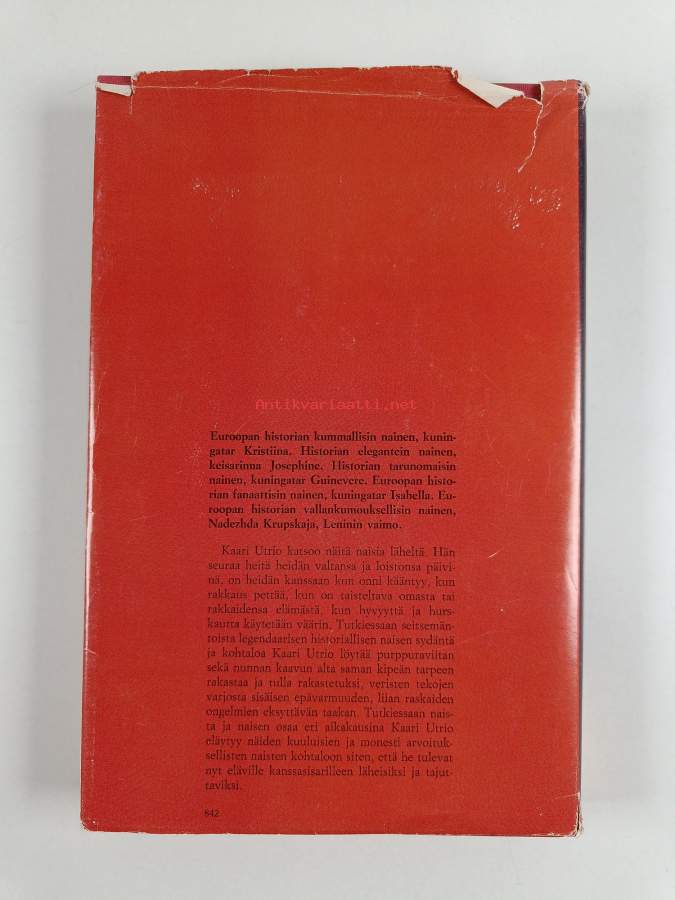 Antikvariaatti.net
Euroopan historian kummallisin nainen, kunin-
gatar Kristiina. Historian elegantein nainen,
keisarinna Josephine. Historian tarunomaisin
nainen, kuningatar Guinevere. Euroopan histo-
rian fanaattisin nainen, kuningatar Isabella. Eu-
roopan historian vallankumouksellisin nainen,
Nadezhda Krupskaja, Leninin vaimo.
Kaari Utrio katsoo näitä naisia läheltä. Hän
seuraa heitä heidän valtansa ja loistonsa päivi-
nä, on heidän kanssaan kun onni kääntyy, kun
rakkaus pettää, kun on taisteltava omasta tai
rakkaidensa elämästä, kun hyvyyttä ja hurs-
kautta käytetään väärin. Tutkiessaan seitsemän-
toista legendaarisen historiallisen naisen sydäntä
ja kohtaloa Kaari Utrio löytää purppuraviitan
sekä nunnan kaavun alta saman kipeän tarpeen
rakastaa ja tulla rakastetuksi, veristen tekojen
varjosta sisäisen epävarmuuden, liian raskaiden
ongelmien eksyttävän taakan. Tutkiessaan nais-
ta ja naisen osaa eri aikakausina Kaari Utrio
eläytyy näiden kuuluisien ja monesti arvoituk-
sellisten naisten kohtaloon siten, että he tulevat
nyt eläville kanssasisarilleen läheisiksi ja tajut-
taviksi.
842